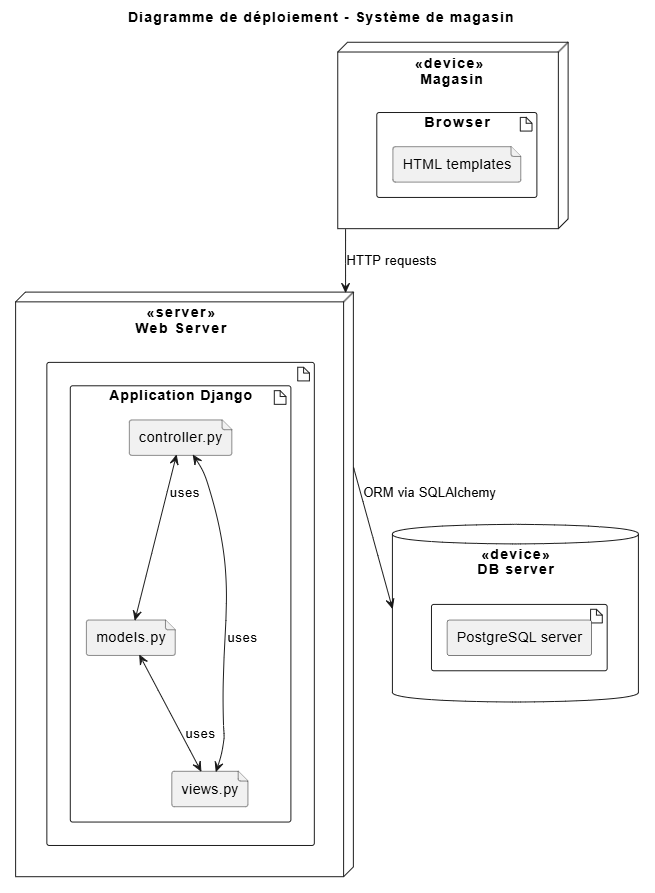 Diagramme de déploiement - Système de magasin
«device»
Magasin
Browser
HTML templates
HTTP requests
«server»
Web Server
Application Django
controller.py
uses
ORM via SQLAlchemy
«device»
DB server
PostgreSQL server
models.py
uses
uses
views.py